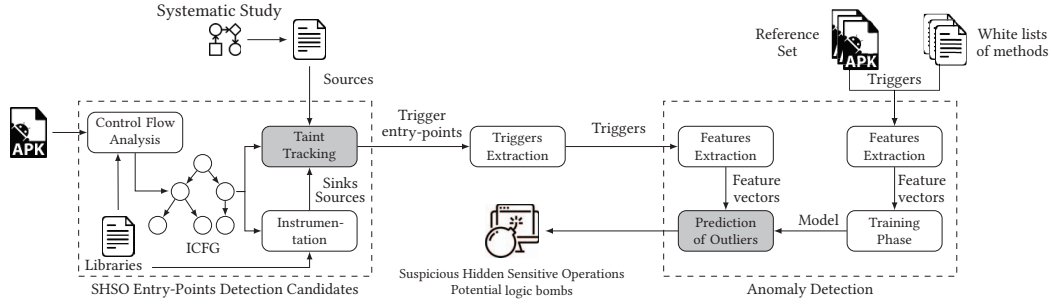 Systematic Study
Sources
APK
Control Flow
Analysis
Taint
Tracking
Sinks
Sources
Instrumen-
tation
ICFG
Libraries
SHSO Entry-Points Detection Candidates
Trigger
entry-points
Triggers
Extraction
Triggers
Suspicious Hidden Sensitive Operations
Potential logic bombs
Reference
Set
APK
White lists
of methods
Triggers
Features
Extraction
Features
Extraction
Feature
vectors
Feature
vectors
Prediction
of Outliers
Model
Training
Phase
Anomaly Detection